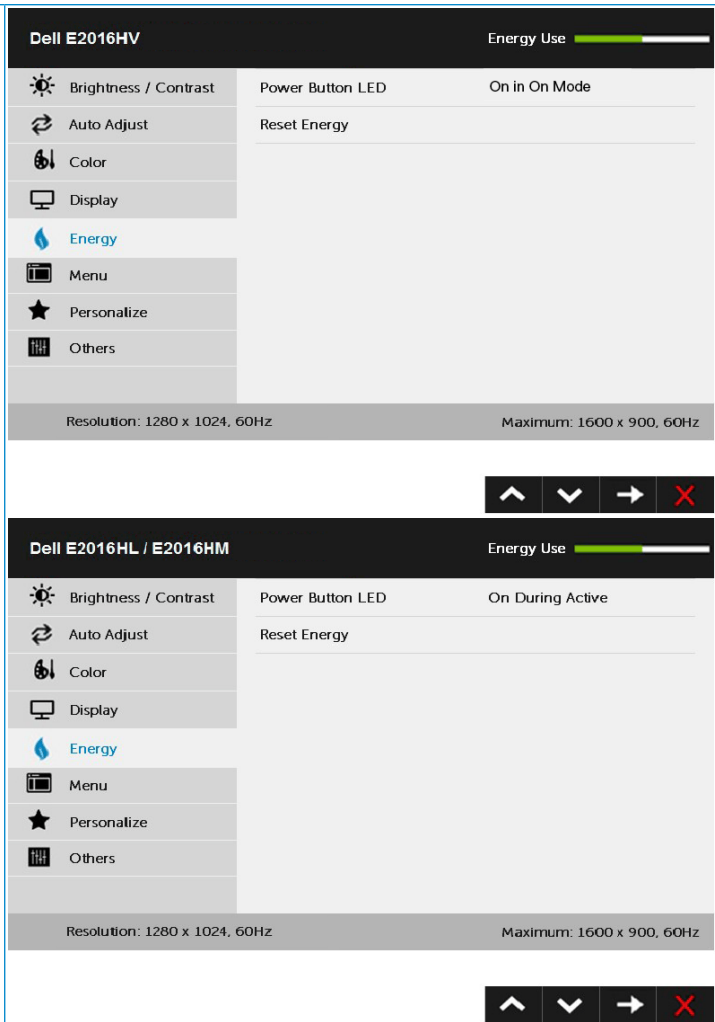 Dell E2016HV Energy Use
Brightness / Contrast Power Button LED On in On Mode
Auto Adjust Reset Energy
Color
Display
Energy
Menu
Personalize
Others
Resolution: 1280 x 1024, 60Hz Maximum: 1600 x 900, 60Hz
Dell E2016HL / E2016HM Energy Use
Brightness / Contrast Power Button LED On During Active
Auto Adjust Reset Energy
Color
Display
Energy
Menu
Personalize
Others
Resolution: 1280 x 1024, 60Hz Maximum: 1600 x 900, 60Hz